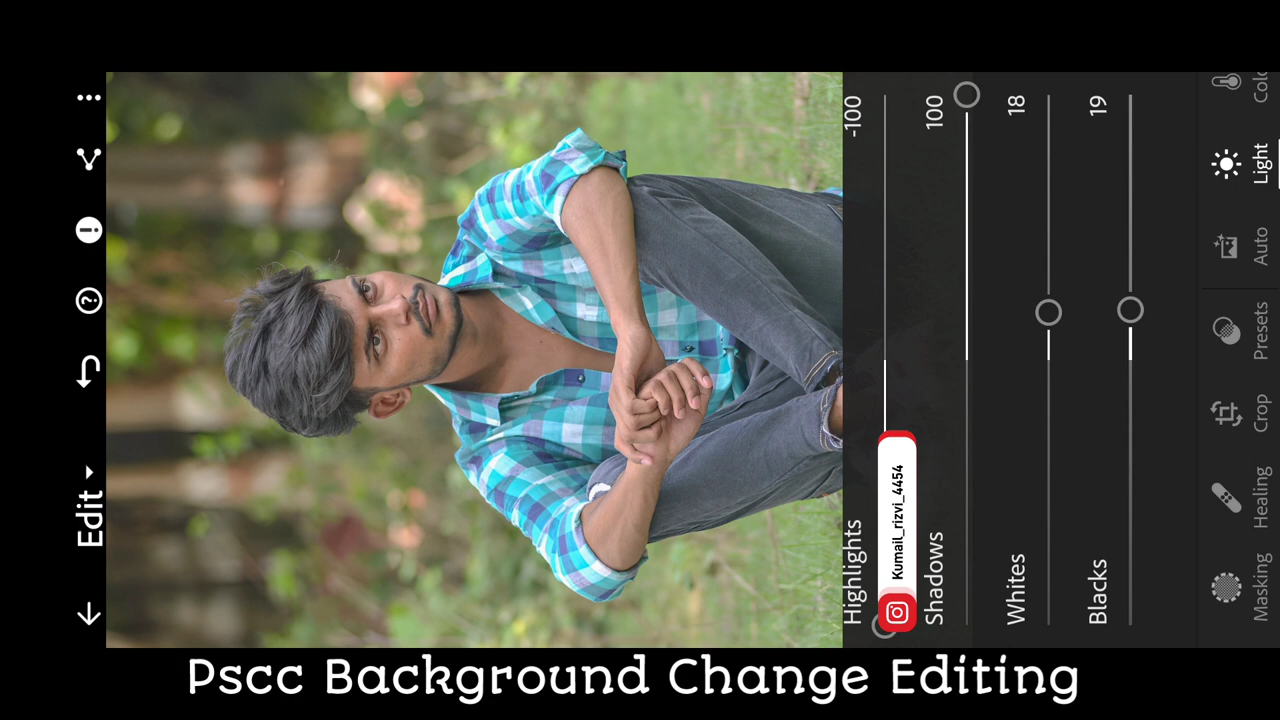 Edit
Highlights -100
Kumail_rizvi_4454
Shadows 100
Whites 18
Blacks 19
Masking Healing Crop Presets Auto Light
Pscc Background Change Editing